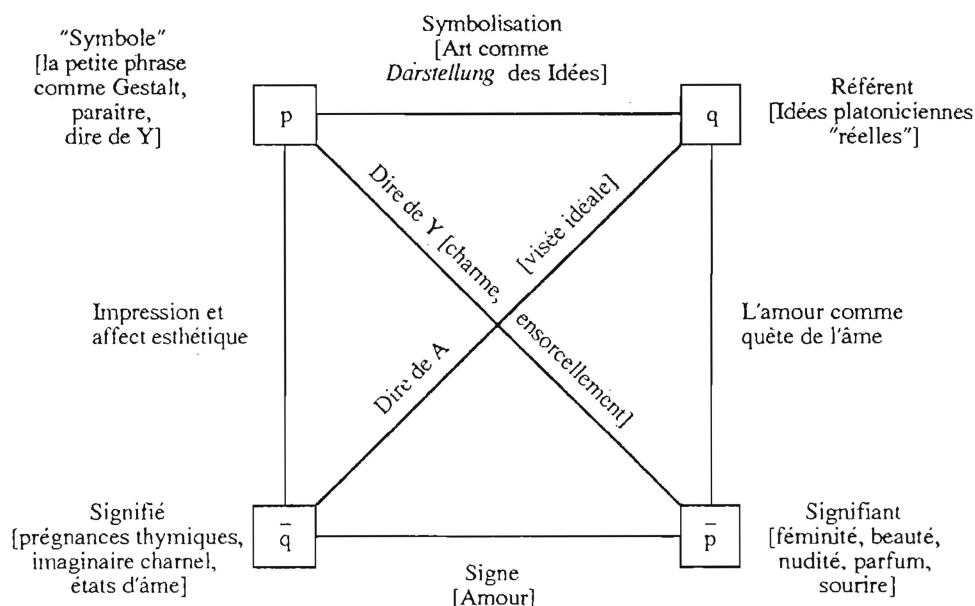 "Symbole"
[la petite phrase
comme Gestalt,
paraître,
dire de Y]
Symbolisation
[Art comme
Darstellung des Idées]
p
q
Référent
[Idées platoniciennes
"réelles"]
Dire de Y [charme,
ensorcellement]
[visée idéale]
Dire de A
Impression et
affect esthétique
L'amour comme
quête de l'âme
Signifié
[prégnances thymiques,
imaginaire charnel,
états d'âme]
q̅
p̅
Signe
[Amour]
Signifiant
[féminité, beauté,
nudité, parfum,
sourire]